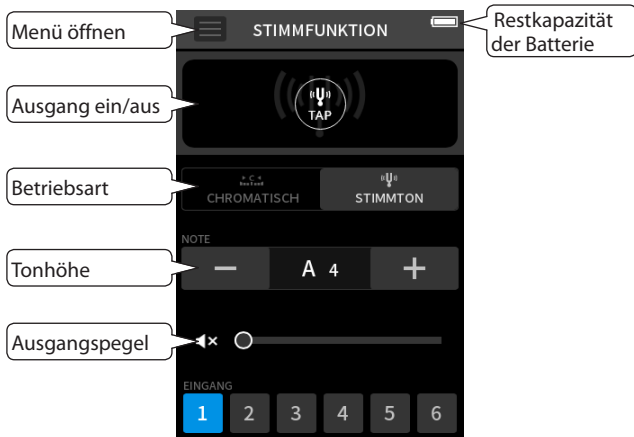 Menü öffnen
STIMMFUNKTION
Restkapazität
der Batterie
Ausgang ein/aus
TAP
Betriebsart
CHROMATISCH
STIMMTON
NOTE
Tonhöhe
− A 4 +
Ausgangspegel
EINGANG
1 2 3 4 5 6